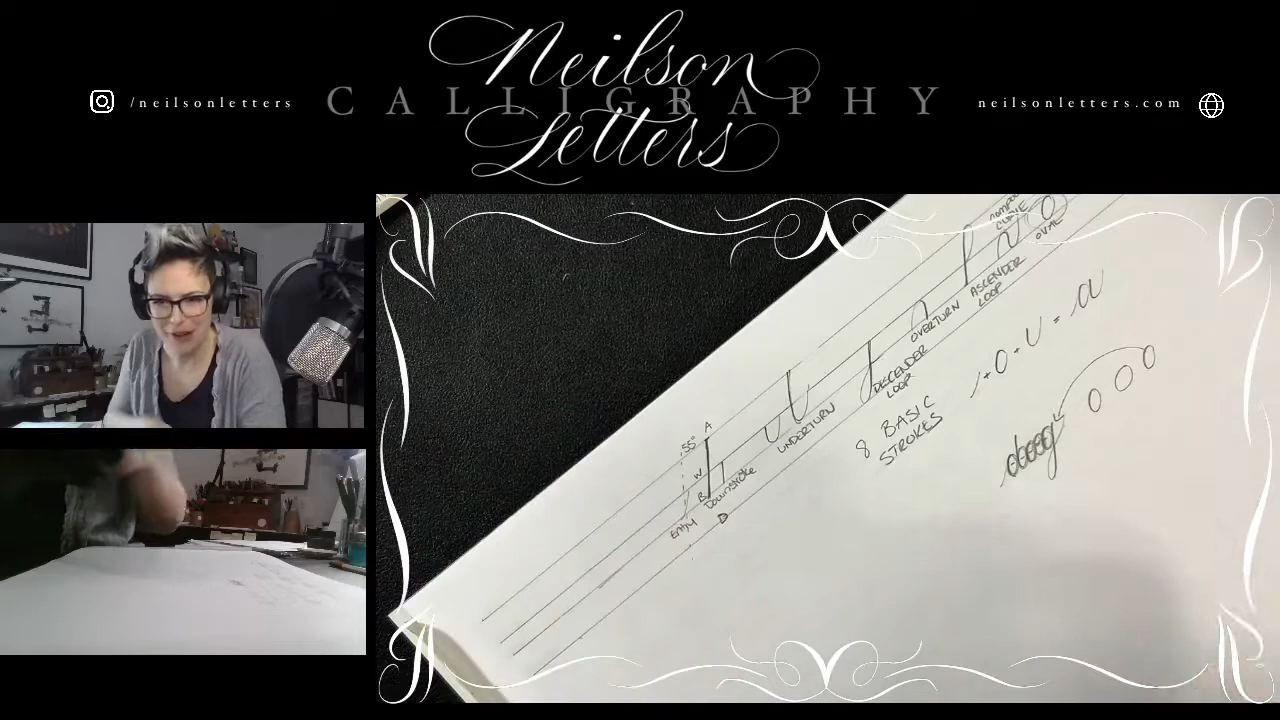 Neilson
CALLIGRAPHY
Letters
/neilsonletters
neilsonletters.com
55°
A
W
B
D
ENTRY
DOWNSTROKE
UNDERTURN
DESCENDER
LOOP
OVERTURN
ASCENDER
LOOP
CURVE
OVAL
8 BASIC
STROKES
/ + O + U = a